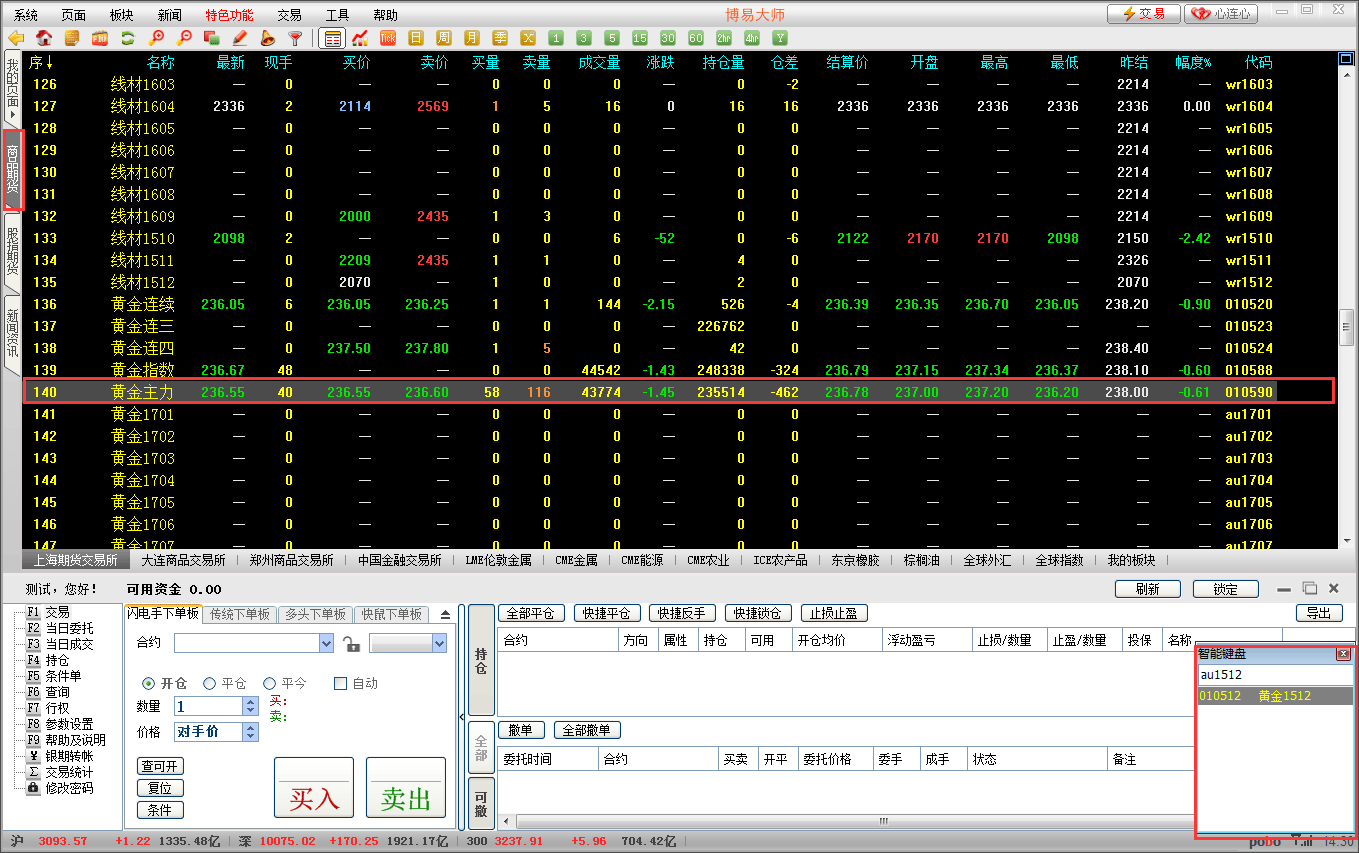 系统 页面 板块 新闻 特色功能 交易 工具 帮助 博易大师 交易 心连心
Tick 日 周 月 季 X 1 3 5 15 30 60 2hr 4hr Y
我的页面
商品期货
股指期货
新闻资讯
序↓ 名称 最新 现手 买价 卖价 买量 卖量 成交量 涨跌 持仓量 仓差 结算价 开盘 最高 最低 昨结 幅度% 代码
126 线材1603 — 0 — — 0 0 0 — 0 -2 — — — — 2214 — wr1603
127 线材1604 2336 2 2114 2569 1 5 16 0 16 16 2336 2336 2336 2336 2336 0.00 wr1604
128 线材1605 — 0 — — 0 0 0 — 0 0 — — — — 2214 — wr1605
129 线材1606 — 0 — — 0 0 0 — 0 0 — — — — 2214 — wr1606
130 线材1607 — 0 — — 0 0 0 — 0 0 — — — — 2214 — wr1607
131 线材1608 — 0 — — 0 0 0 — 0 0 — — — — 2214 — wr1608
132 线材1609 — 0 2000 2435 1 3 0 — 0 0 — — — — 2214 — wr1609
133 线材1510 2098 2 — — 0 0 6 -52 0 -6 2122 2170 2170 2098 2150 -2.42 wr1510
134 线材1511 — 0 2209 2435 1 1 0 — 4 0 — — — — 2326 — wr1511
135 线材1512 — 0 2070 — 1 0 0 — 2 0 — — — — 2070 — wr1512
136 黄金连续 236.05 6 236.05 236.25 1 1 144 -2.15 526 -4 236.39 236.35 236.70 236.05 238.20 -0.90 010520
137 黄金连三 — 0 — — 0 0 0 — 226762 0 — — — — — — 010523
138 黄金连四 — 0 237.50 237.80 1 5 0 — 42 0 — — — — 238.40 — 010524
139 黄金指数 236.67 48 — — 0 0 44542 -1.43 248338 -324 236.79 237.15 237.34 236.37 238.10 -0.60 010588
140 黄金主力 236.55 40 236.55 236.60 58 116 43774 -1.45 235514 -462 236.78 237.00 237.20 236.20 238.00 -0.61 010590
141 黄金1701 — 0 — — 0 0 0 — 0 0 — — — — — — au1701
142 黄金1702 — 0 — — 0 0 0 — 0 0 — — — — — — au1702
143 黄金1703 — 0 — — 0 0 0 — 0 0 — — — — — — au1703
144 黄金1704 — 0 — — 0 0 0 — 0 0 — — — — — — au1704
145 黄金1705 — 0 — — 0 0 0 — 0 0 — — — — — — au1705
146 黄金1706 — 0 — — 0 0 0 — 0 0 — — — — — — au1706
147 黄金1707 — 0 — — 0 0 0 — 0 0 — — — — — — au1707
上海期货交易所 大连商品交易所 郑州商品交易所 中国金融交易所 LME伦敦金属 CME金属 CME能源 CME农业 ICE农产品 东京橡胶 棕榈油 全球外汇 全球指数 我的板块
测试，您好！ 可用资金 0.00 刷新 锁定
F1 交易
F2 当日委托
F3 当日成交
F4 持仓
F5 条件单
F6 查询
F7 行权
F8 参数设置
F9 帮助及说明
¥ 银期转帐
Σ 交易统计
修改密码
闪电手下单板 传统下单板 多头下单板 快鼠下单板
合约
开仓 平仓 平今 自动
数量 1 买：
卖：
价格 对手价
查可开
复位
条件
买入 卖出
持仓
全部
可撤
全部平仓 快捷平仓 快捷反手 快捷锁仓 止损止盈 导出
合约 方向 属性 持仓 可用 开仓均价 浮动盈亏 止损/数量 止盈/数量 投保 名称
撤单 全部撤单
委托时间 合约 买卖 开平 委托价格 委手 成手 状态 备注
智能键盘
au1512
010512 黄金1512
沪 3093.57 +1.22 1335.48亿 深 10075.02 +170.25 1921.17亿 300 3237.91 +5.96 704.42亿 pobo 14:30